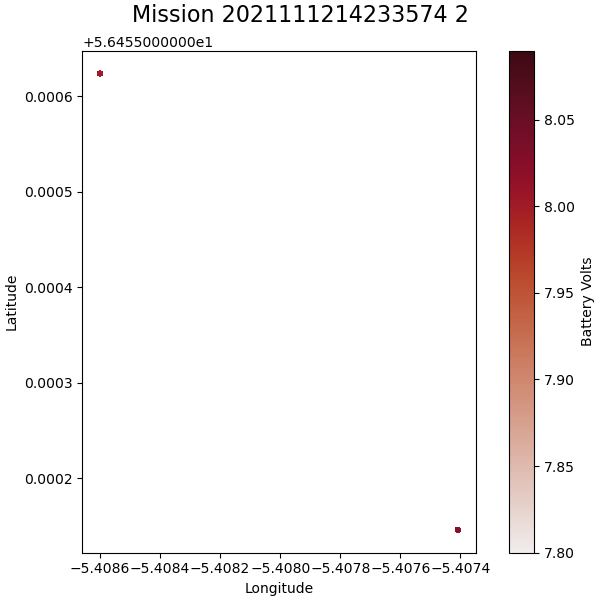 Mission 2021111214233574 2
+5.6455000000e1
0.0006
0.0005
0.0004
0.0003
0.0002
Latitude
−5.4086 −5.4084 −5.4082 −5.4080 −5.4078 −5.4076 −5.4074
Longitude
8.05
8.00
7.95
7.90
7.85
7.80
Battery Volts